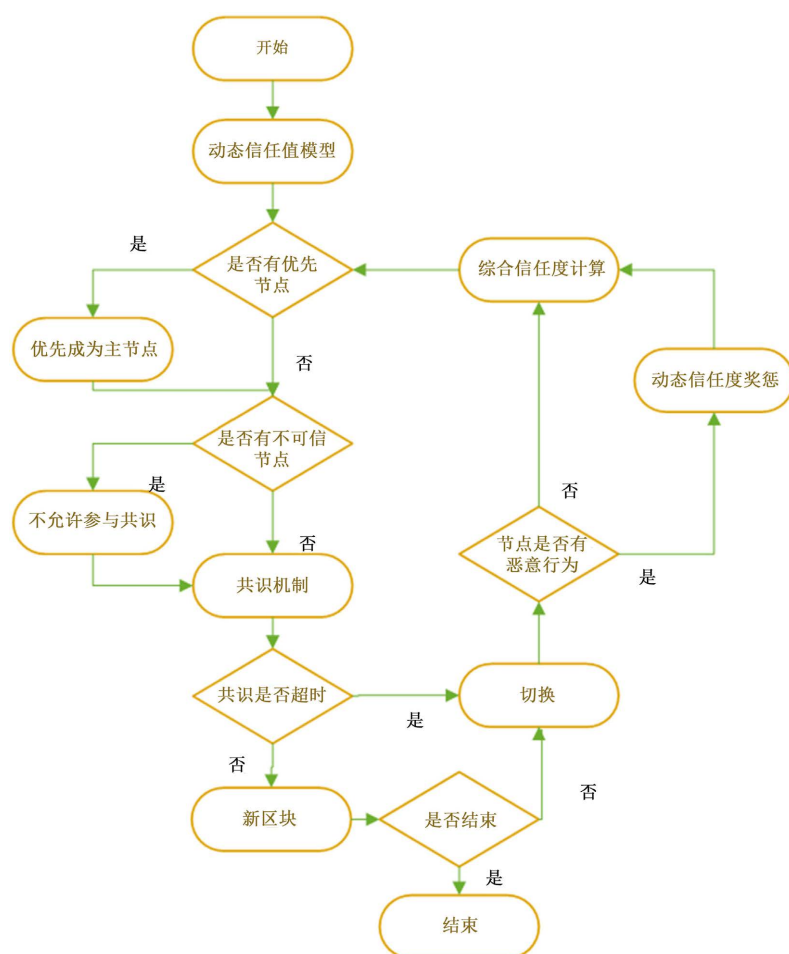 开始
动态信任值模型
是
是否有优先
节点
综合信任度计算
优先成为主节点
否
动态信任度奖惩
是否有不可信
节点
是
否
不允许参与共识
否
节点是否有
恶意行为
是
共识机制
共识是否超时
是
切换
否
新区块
是否结束
否
是
结束